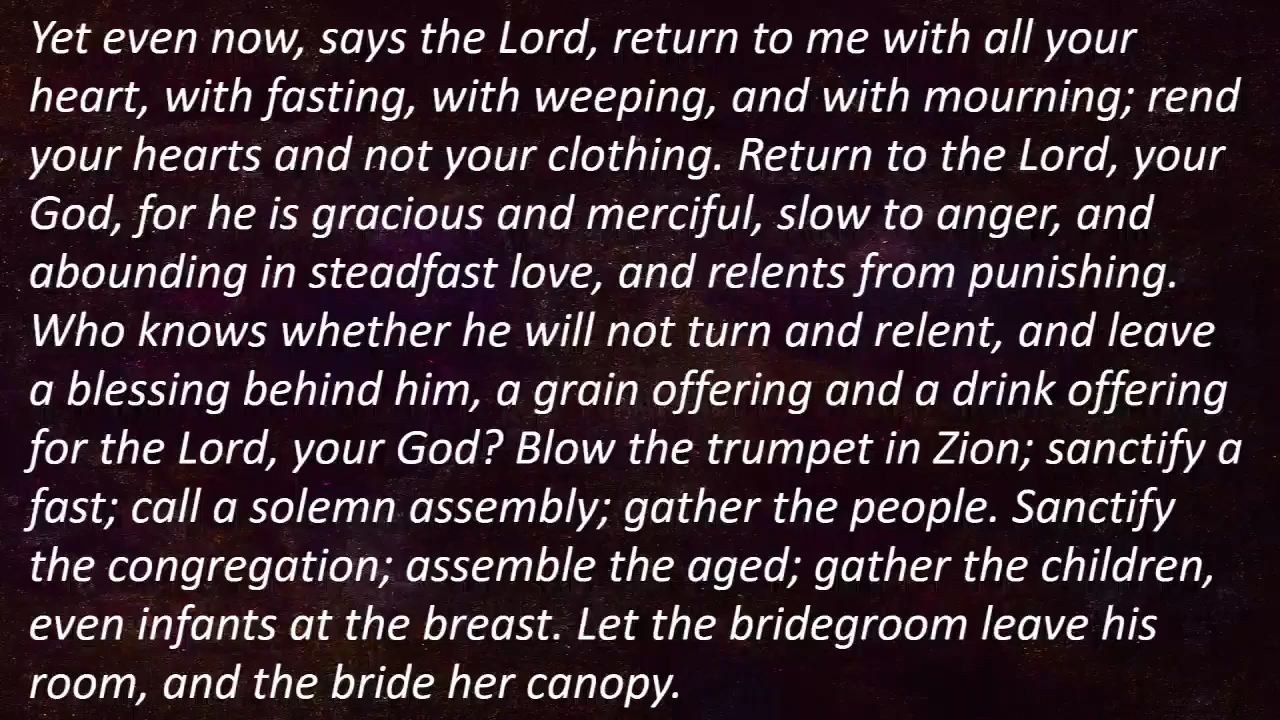 Yet even now, says the Lord, return to me with all your
heart, with fasting, with weeping, and with mourning; rend
your hearts and not your clothing. Return to the Lord, your
God, for he is gracious and merciful, slow to anger, and
abounding in steadfast love, and relents from punishing.
Who knows whether he will not turn and relent, and leave
a blessing behind him, a grain offering and a drink offering
for the Lord, your God? Blow the trumpet in Zion; sanctify a
fast; call a solemn assembly; gather the people. Sanctify
the congregation; assemble the aged; gather the children,
even infants at the breast. Let the bridegroom leave his
room, and the bride her canopy.